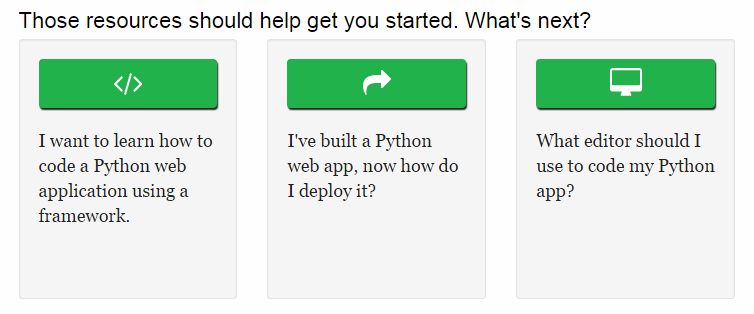 Those resources should help get you started. What's next?
</>
I want to learn how to
code a Python web
application using a
framework.
I've built a Python
web app, now how do
I deploy it?
What editor should I
use to code my Python
app?